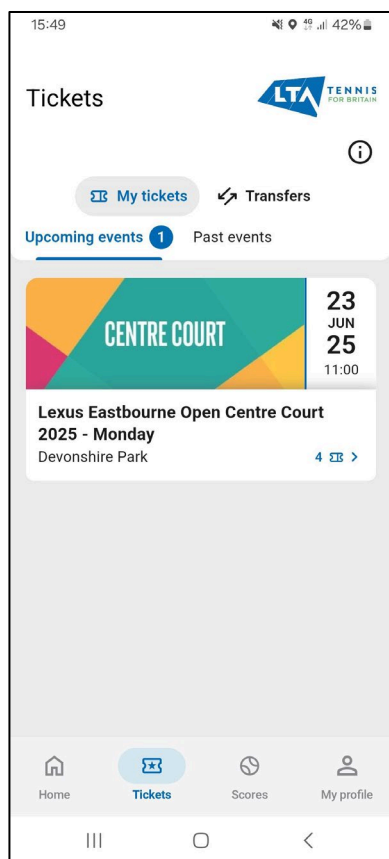 15:49 4G 42%
Tickets
LTA TENNIS
FOR BRITAIN
My tickets Transfers
Upcoming events 1 Past events
CENTRE COURT
23
JUN
25
11:00
Lexus Eastbourne Open Centre Court
2025 - Monday
Devonshire Park 4
Home Tickets Scores My profile